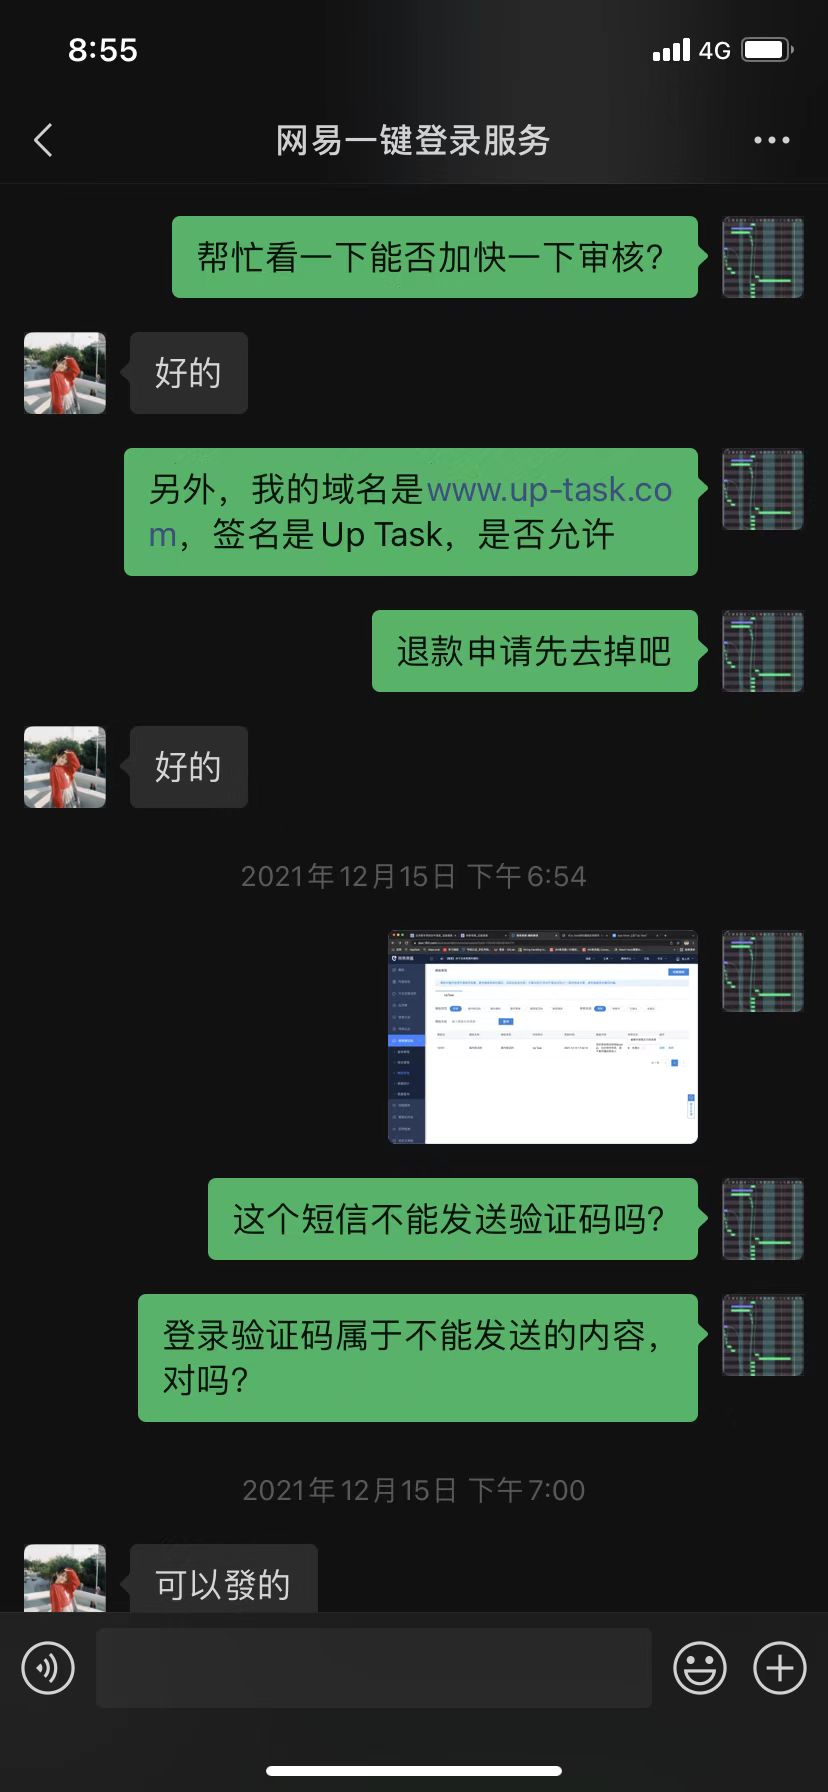 8:55
4G
网易一键登录服务
帮忙看一下能否加快一下审核?
好的
另外，我的域名是www.up-task.co
m，签名是Up Task，是否允许
退款申请先去掉吧
好的
2021年12月15日 下午6:54
这个短信不能发送验证码吗?
登录验证码属于不能发送的内容，
对吗?
2021年12月15日 下午7:00
可以發的